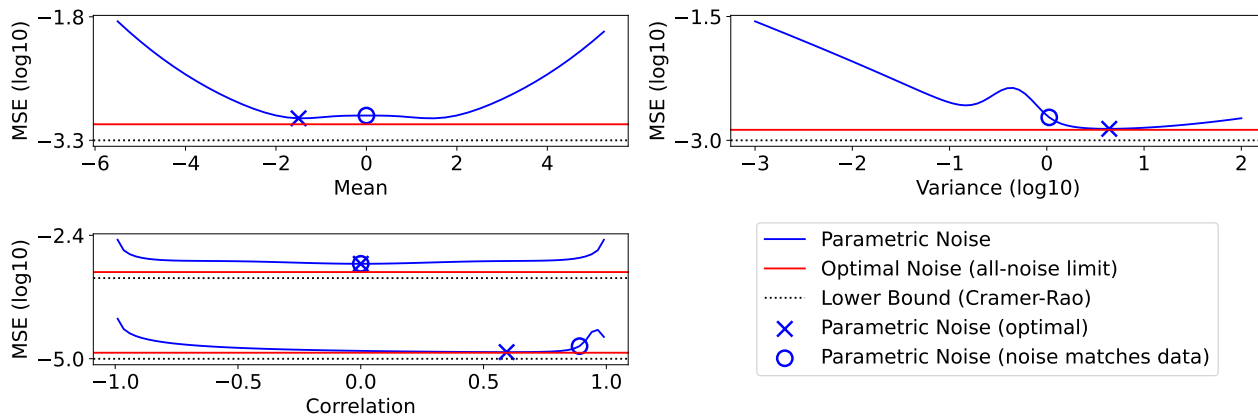 −1.8
−3.3
MSE (log10)
−6 −4 −2 0 2 4
Mean
−1.5
−3.0
MSE (log10)
−3 −2 −1 0 1 2
Variance (log10)
−2.4
−5.0
MSE (log10)
−1.0 −0.5 0.0 0.5 1.0
Correlation
Parametric Noise
Optimal Noise (all-noise limit)
Lower Bound (Cramer-Rao)
Parametric Noise (optimal)
Parametric Noise (noise matches data)